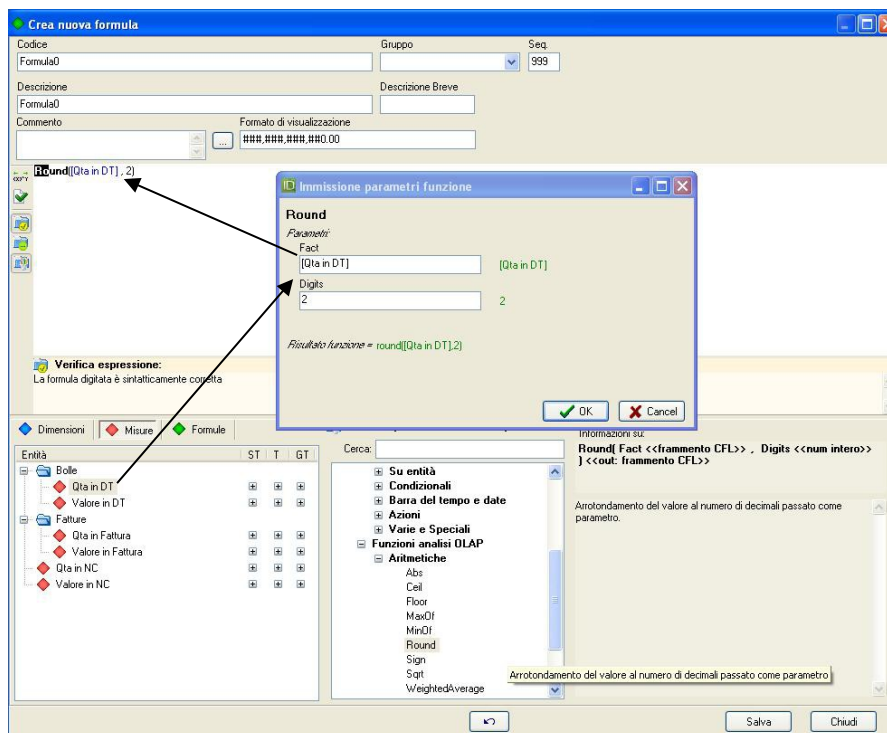 Crea nuova formula
Codice Gruppo Seq.
Formula0 999
Descrizione Descrizione Breve
Formula0
Commento Formato di visualizzazione
... ###,###,###,##0.00
COPY
Round([Qta in DT] , 2)
Immissione parametri funzione
Round
Parametri:
Fact
[Qta in DT] [Qta in DT]
Digits
2 2
Risultato funzione = round([Qta in DT],2)
OK Cancel
Verifica espressione:
La formula digitata è sintatticamente corretta
Dimensioni Misure Formule
Entità ST T GT
Bolle
Qta in DT
Valore in DT
Fatture
Qta in Fattura
Valore in Fattura
Qta in NC
Valore in NC
Cerca:
Su entità
Condizionali
Barra del tempo e date
Azioni
Varie e Speciali
Funzioni analisi OLAP
Aritmetiche
Abs
Ceil
Floor
MaxOf
MinOf
Round
Sign
Sqrt
WeightedAverage
Informazioni su:
Round( Fact <<frammento CFL>> , Digits <<num intero>>
) <<out: frammento CFL>>
Arrotondamento del valore al numero di decimali passato come
parametro.
Arrotondamento del valore al numero di decimali passato come parametro
Salva Chiudi